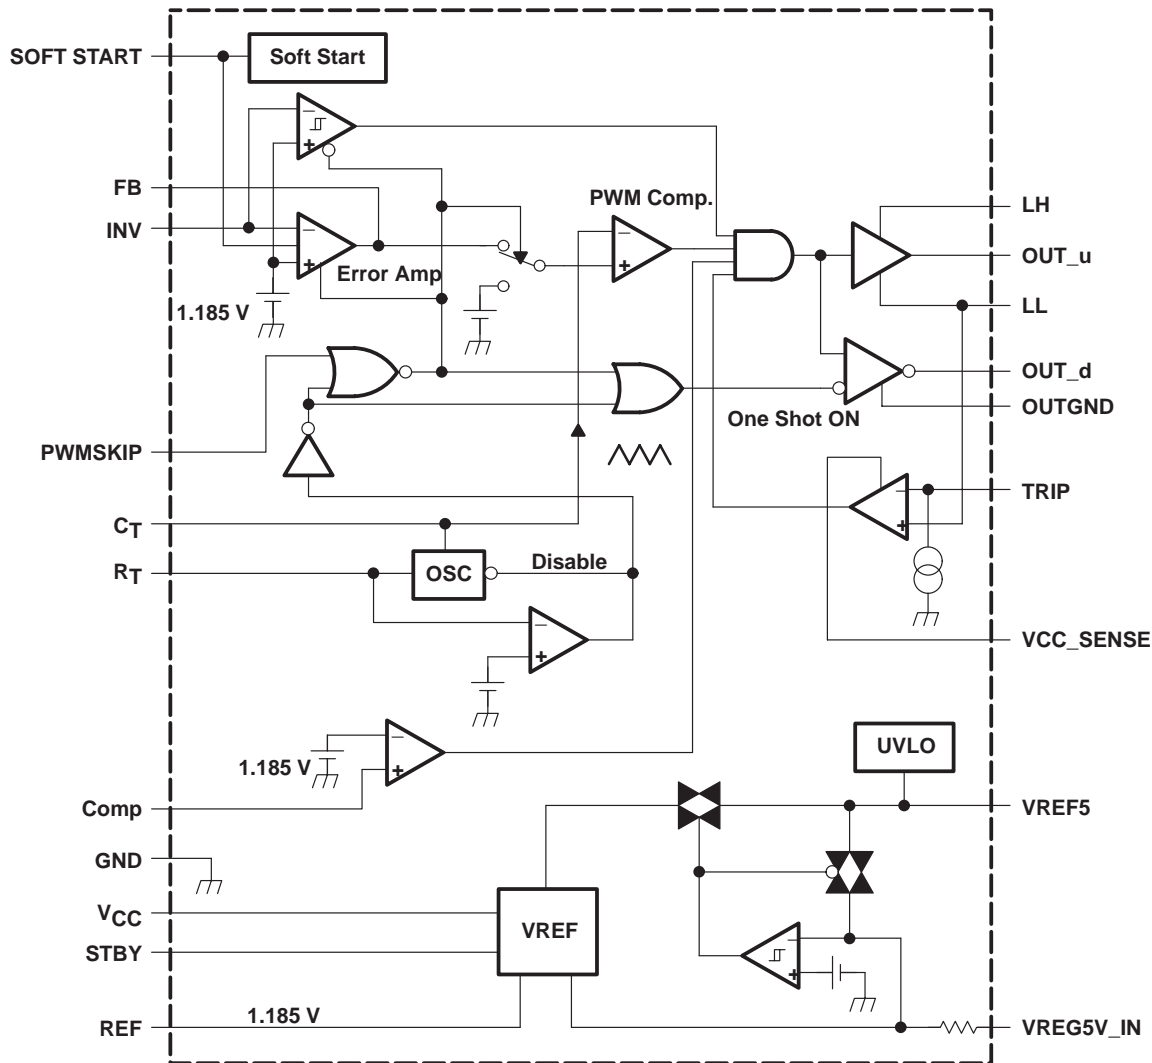 SOFT START
Soft Start
FB
PWM Comp.
LH
INV
OUT_u
Error Amp
1.185 V
LL
OUT_d
One Shot ON
OUTGND
PWMSKIP
TRIP
CT
RT
OSC
Disable
VCC_SENSE
UVLO
1.185 V
Comp
VREF5
GND
VCC
VREF
STBY
REF
1.185 V
VREG5V_IN